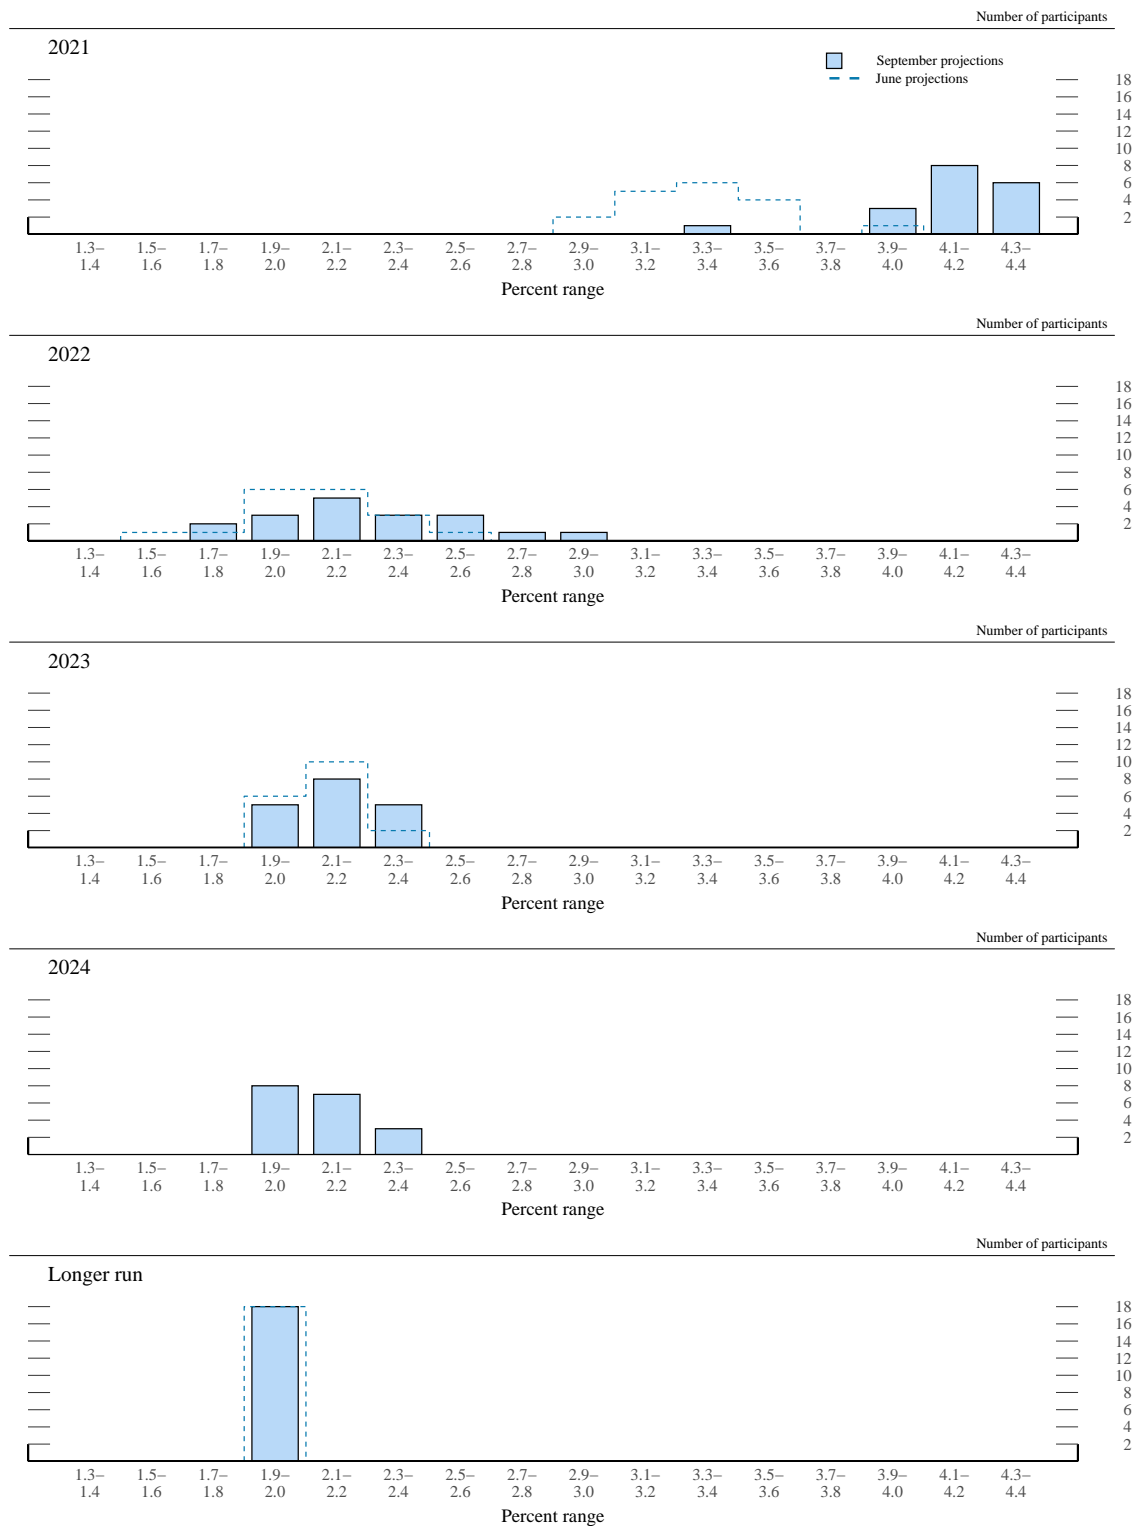 Number of participants
2021
September projections
June projections
18
16
14
12
10
8
6
4
2
1.3– 1.5– 1.7– 1.9– 2.1– 2.3– 2.5– 2.7– 2.9– 3.1– 3.3– 3.5– 3.7– 3.9– 4.1– 4.3–
1.4 1.6 1.8 2.0 2.2 2.4 2.6 2.8 3.0 3.2 3.4 3.6 3.8 4.0 4.2 4.4
Percent range
Number of participants
2022
18
16
14
12
10
8
6
4
2
1.3– 1.5– 1.7– 1.9– 2.1– 2.3– 2.5– 2.7– 2.9– 3.1– 3.3– 3.5– 3.7– 3.9– 4.1– 4.3–
1.4 1.6 1.8 2.0 2.2 2.4 2.6 2.8 3.0 3.2 3.4 3.6 3.8 4.0 4.2 4.4
Percent range
Number of participants
2023
18
16
14
12
10
8
6
4
2
1.3– 1.5– 1.7– 1.9– 2.1– 2.3– 2.5– 2.7– 2.9– 3.1– 3.3– 3.5– 3.7– 3.9– 4.1– 4.3–
1.4 1.6 1.8 2.0 2.2 2.4 2.6 2.8 3.0 3.2 3.4 3.6 3.8 4.0 4.2 4.4
Percent range
Number of participants
2024
18
16
14
12
10
8
6
4
2
1.3– 1.5– 1.7– 1.9– 2.1– 2.3– 2.5– 2.7– 2.9– 3.1– 3.3– 3.5– 3.7– 3.9– 4.1– 4.3–
1.4 1.6 1.8 2.0 2.2 2.4 2.6 2.8 3.0 3.2 3.4 3.6 3.8 4.0 4.2 4.4
Percent range
Number of participants
Longer run
18
16
14
12
10
8
6
4
2
1.3– 1.5– 1.7– 1.9– 2.1– 2.3– 2.5– 2.7– 2.9– 3.1– 3.3– 3.5– 3.7– 3.9– 4.1– 4.3–
1.4 1.6 1.8 2.0 2.2 2.4 2.6 2.8 3.0 3.2 3.4 3.6 3.8 4.0 4.2 4.4
Percent range